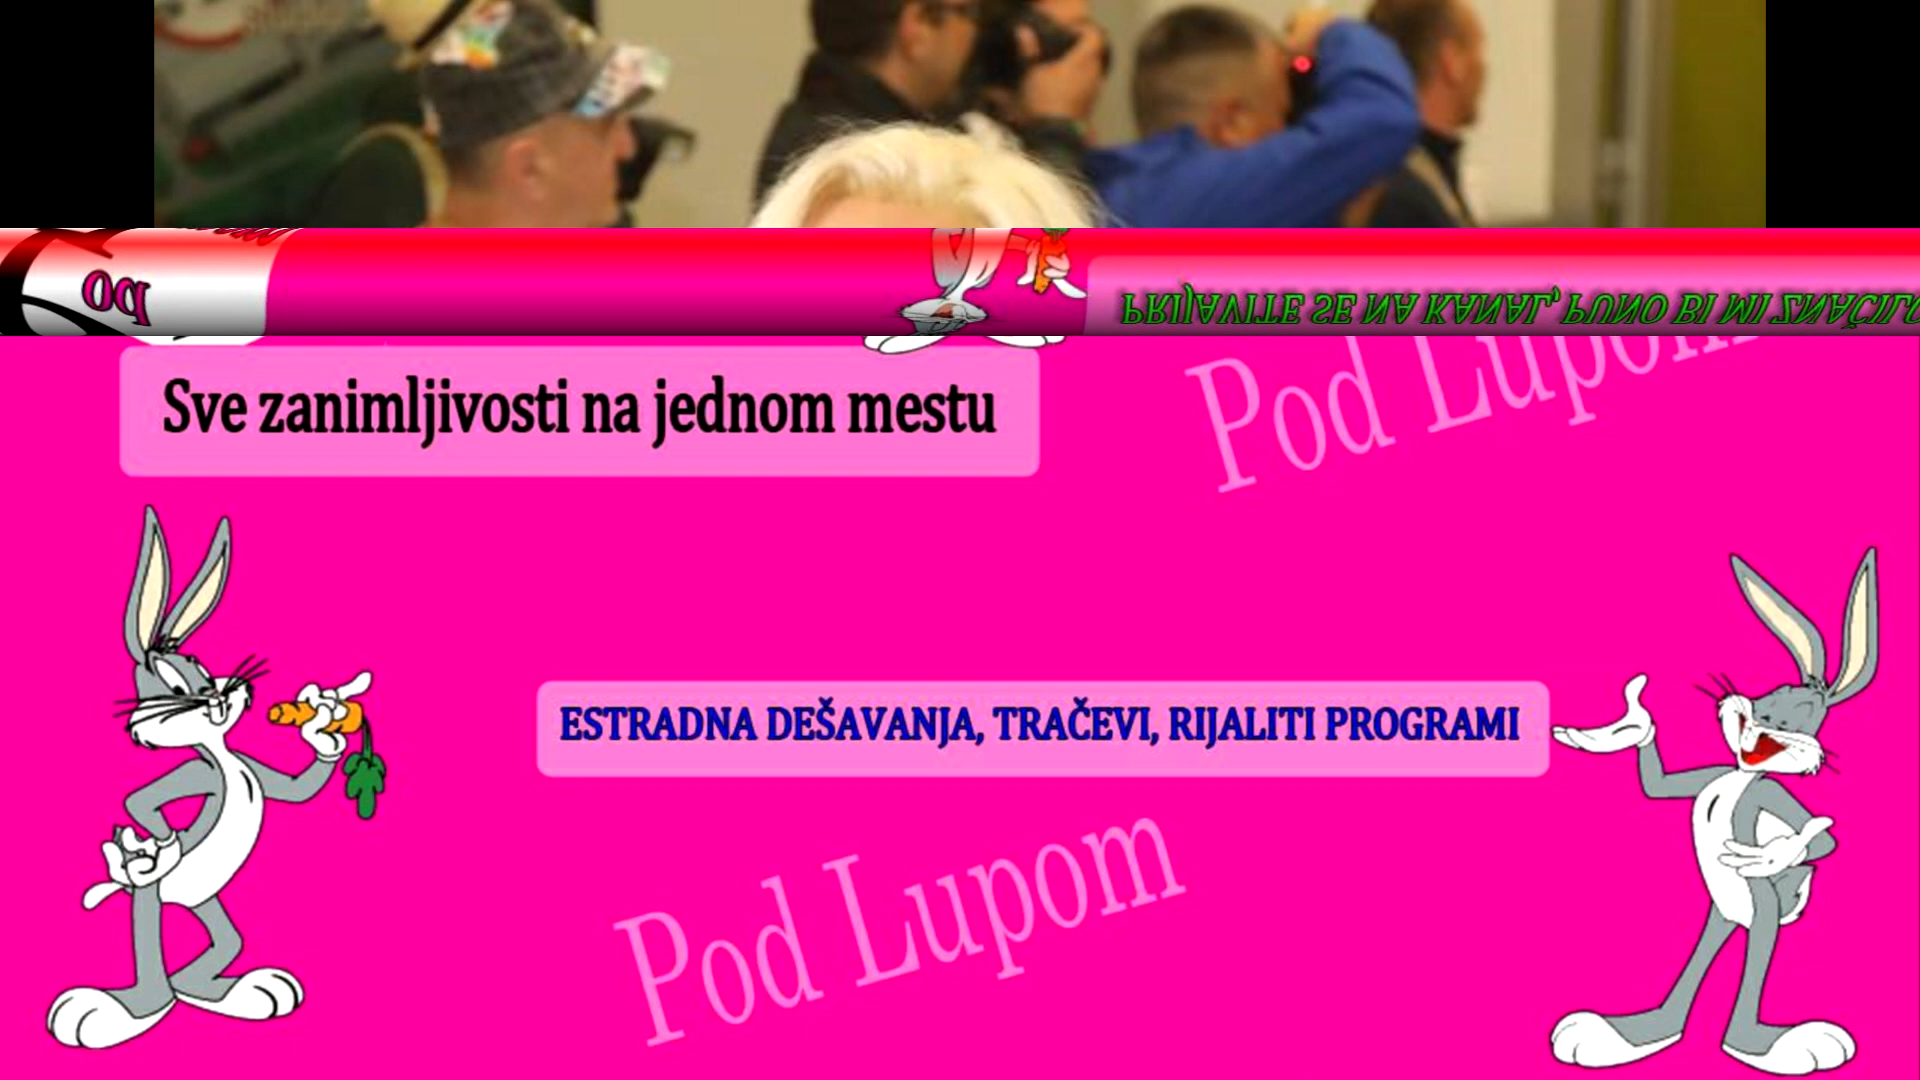 po
PRIJAVITE SE NA KANAL, PUNO BI MI ZNAČILO
Pod Lupom
Sve zanimljivosti na jednom mestu
ESTRADNA DEŠAVANJA, TRAČEVI, RIJALITI PROGRAMI
Pod Lupom